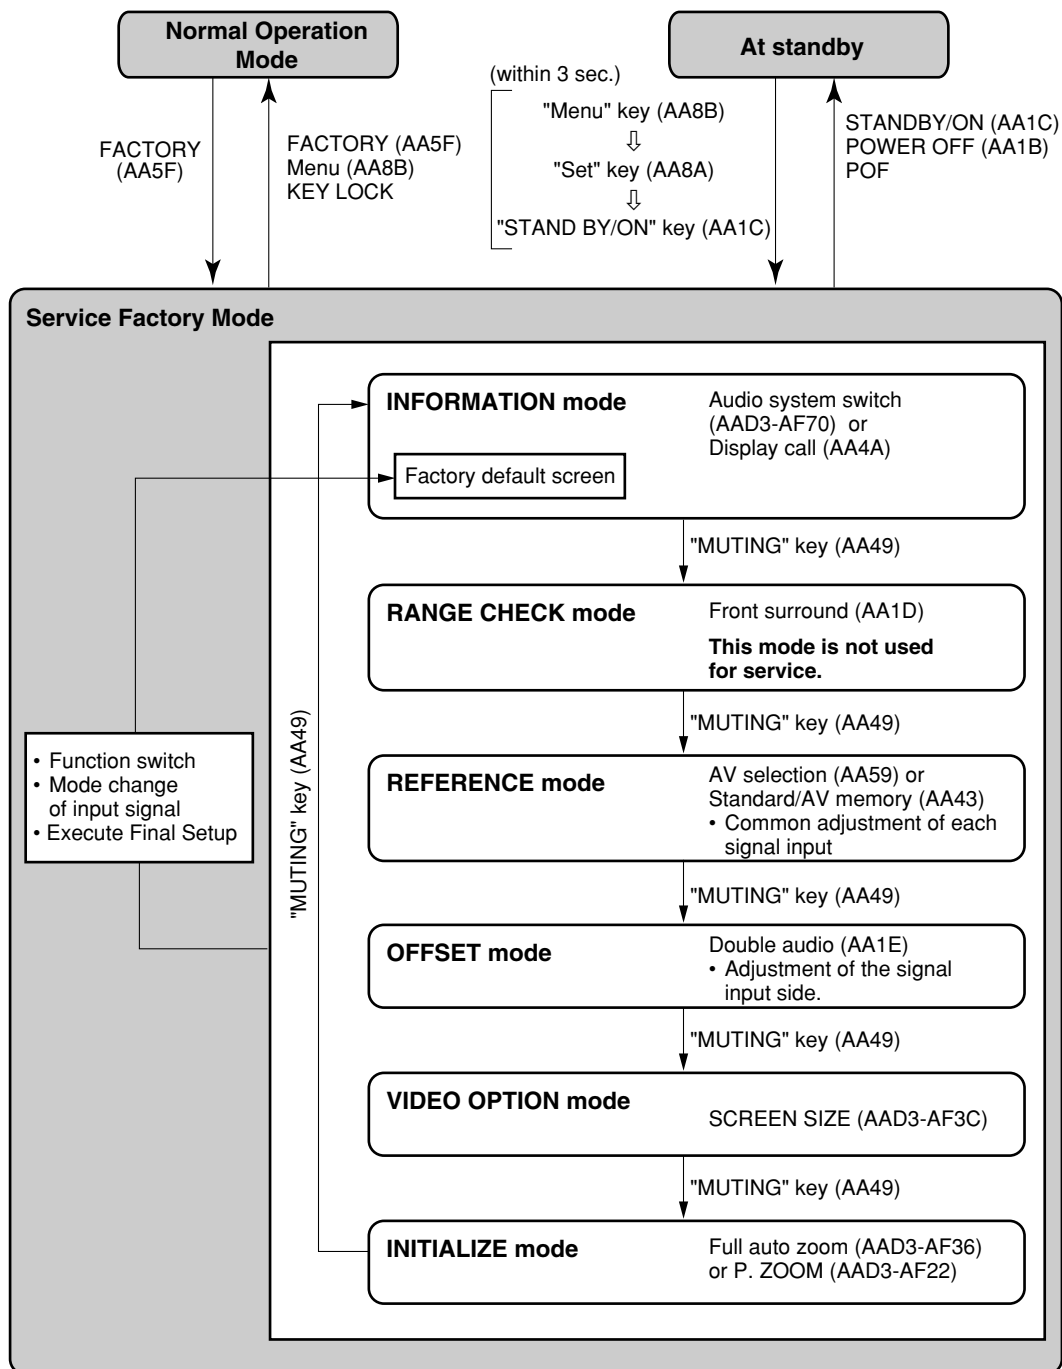 Normal Operation
Mode
At standby
FACTORY
(AA5F)
FACTORY (AA5F)
Menu (AA8B)
KEY LOCK
(within 3 sec.)
"Menu" key (AA8B)
⇩
"Set" key (AA8A)
⇩
"STAND BY/ON" key (AA1C)
STANDBY/ON (AA1C)
POWER OFF (AA1B)
POF
Service Factory Mode
INFORMATION mode
Audio system switch
(AAD3-AF70) or
Display call (AA4A)
Factory default screen
"MUTING" key (AA49)
RANGE CHECK mode
Front surround (AA1D)
This mode is not used
for service.
"MUTING" key (AA49)
REFERENCE mode
AV selection (AA59) or
Standard/AV memory (AA43)
• Common adjustment of each
signal input
"MUTING" key (AA49)
OFFSET mode
Double audio (AA1E)
• Adjustment of the signal
input side.
"MUTING" key (AA49)
VIDEO OPTION mode
SCREEN SIZE (AAD3-AF3C)
"MUTING" key (AA49)
INITIALIZE mode
Full auto zoom (AAD3-AF36)
or P. ZOOM (AAD3-AF22)
"MUTING" key (AA49)
• Function switch
• Mode change
of input signal
• Execute Final Setup